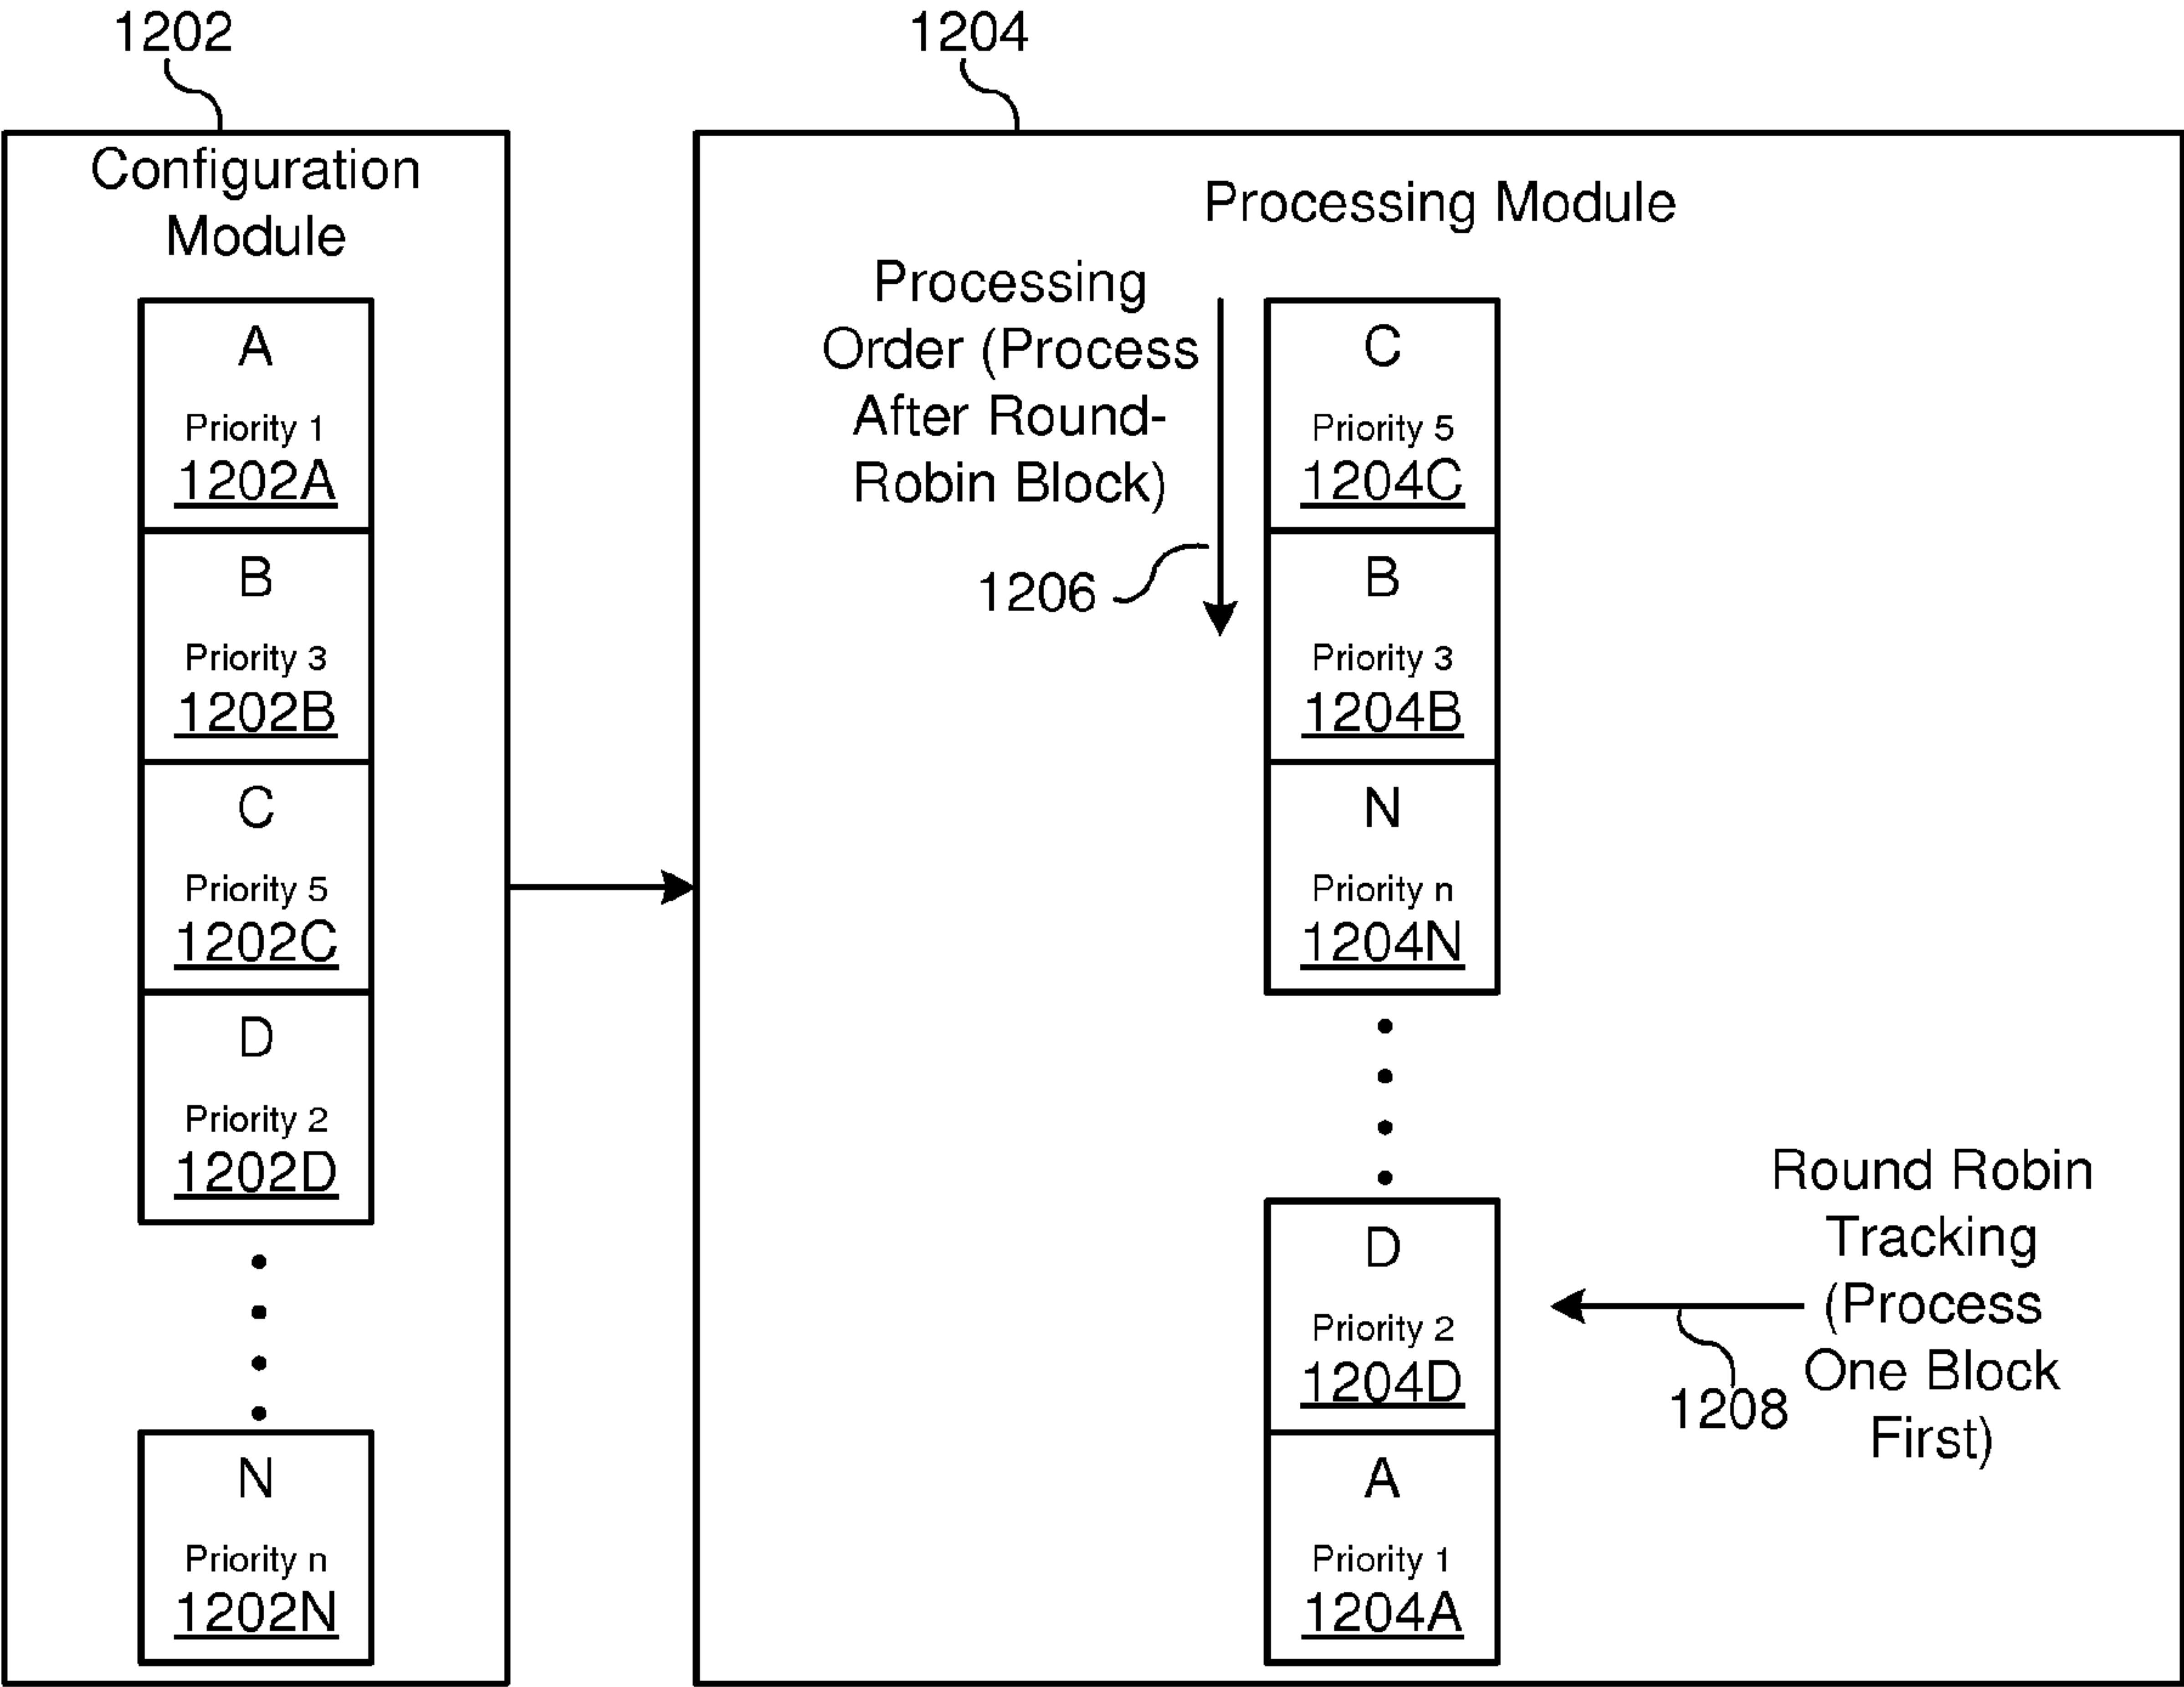 1202
Configuration
Module
A
Priority 1
1202A
B
Priority 3
1202B
C
Priority 5
1202C
D
Priority 2
1202D
N
Priority n
1202N
1204
Processing Module
Processing
Order (Process
After Round-
Robin Block)
1206
C
Priority 5
1204C
B
Priority 3
1204B
N
Priority n
1204N
D
Priority 2
1204D
A
Priority 1
1204A
Round Robin
Tracking
(Process
One Block
First)
1208